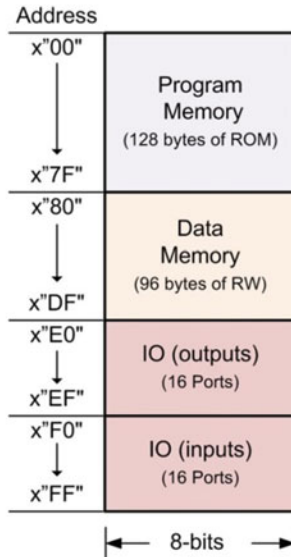 Address
x"00"
Program
Memory
(128 bytes of ROM)
x"7F"
x"80"
Data
Memory
(96 bytes of RW)
x"DF"
x"E0"
IO (outputs)
(16 Ports)
x"EF"
x"F0"
IO (inputs)
(16 Ports)
x"FF"
8-bits